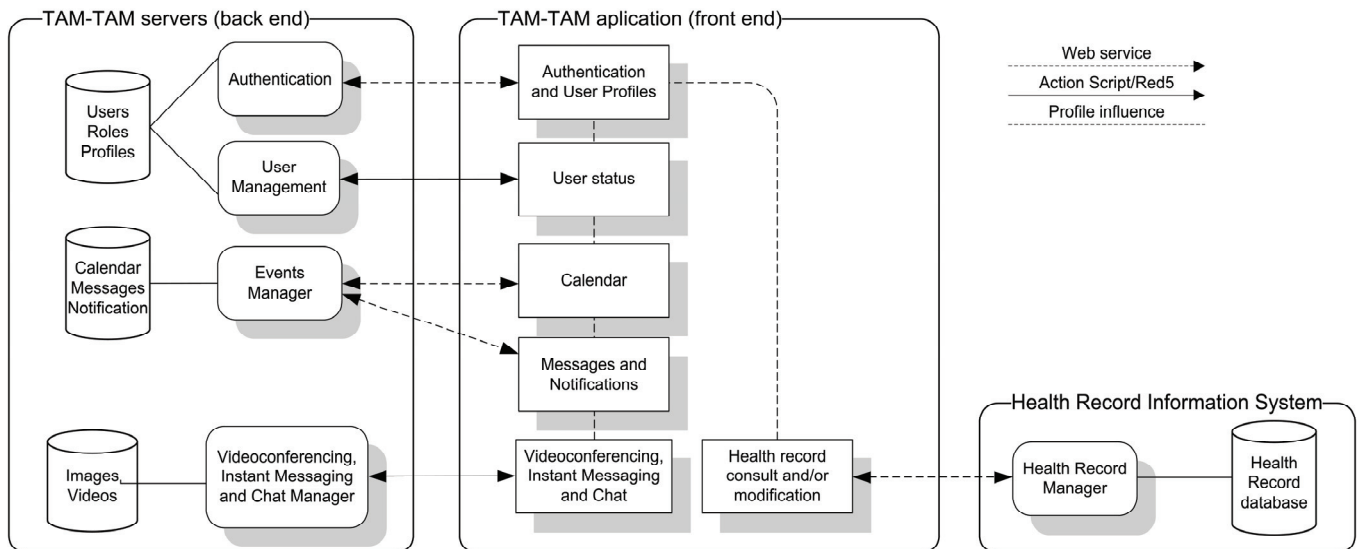 TAM-TAM servers (back end)
Users
Roles
Profiles
Authentication
User
Management
Calendar
Messages
Notification
Events
Manager
Images
Videos
Videoconferencing,
Instant Messaging
and Chat Manager
TAM-TAM aplication (front end)
Authentication
and User Profiles
User status
Calendar
Messages and
Notifications
Videoconferencing,
Instant Messaging
and Chat
Health record
consult and/or
modification
Web service
Action Script/Red5
Profile influence
Health Record Information System
Health Record
Manager
Health
Record
database